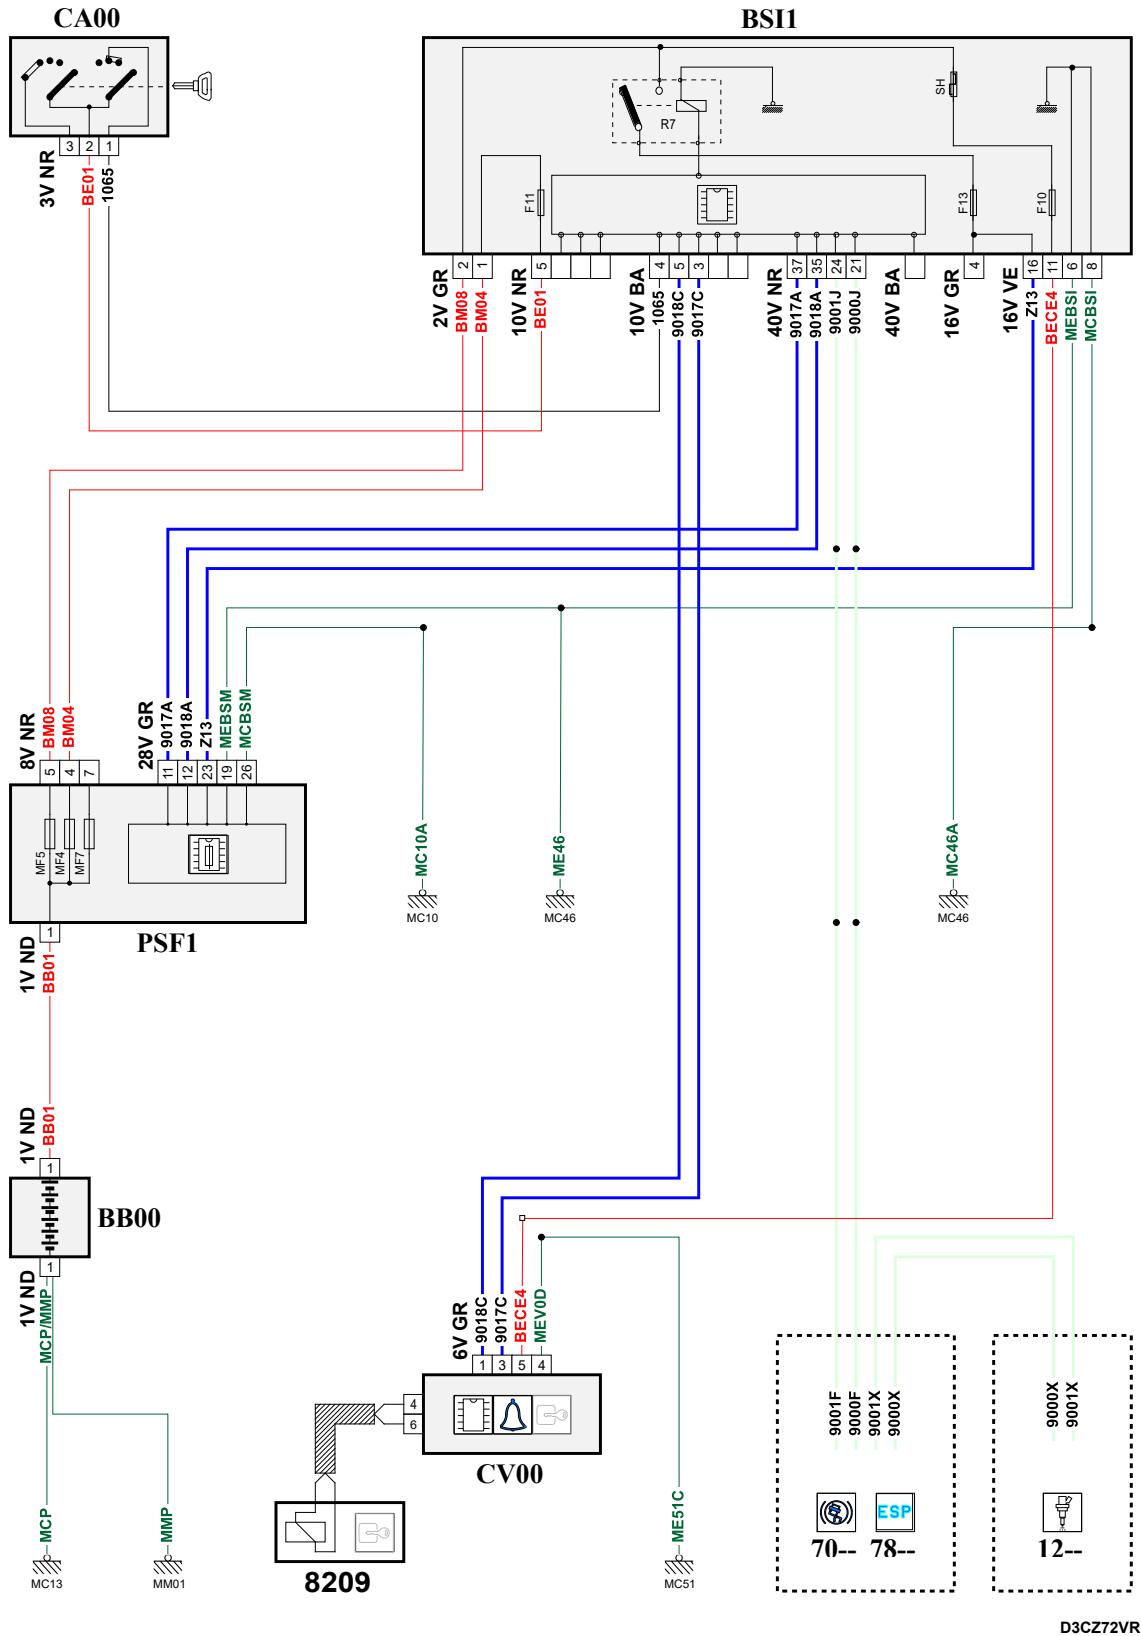 CA00
BSI1
SH
R7
F11
F13
F10
3
2
1
3V NR
BE01
1065
2
1
5
4
5
3
37
35
24
21
4
16
11
6
8
2V GR
BM08
BM04
10V NR
BE01
10V BA
1065
9018C
9017C
40V NR
9017A
9018A
9001J
9000J
40V BA
16V GR
16V VE
Z13
BECE4
MEBSI
MCBSI
8V NR
BM08
BM04
28V GR
9017A
9018A
Z13
MEBSM
MCBSM
5
4
7
11
12
23
19
26
MF5
MF4
MF7
MC10A
ME46
MC46A
MC10
MC46
MC46
1
PSF1
1V ND
BB01
1V ND
BB01
1
BB00
1
1V ND
MCP/MMP
6V GR
9018C
9017C
BECE4
MEV0D
1
3
5
4
4
6
CV00
9001F
9000F
9001X
9000X
9000X
9001X
MCP
MMP
ME51C
ESP
70--
78--
12--
MC13
MM01
8209
MC51
D3CZ72VR